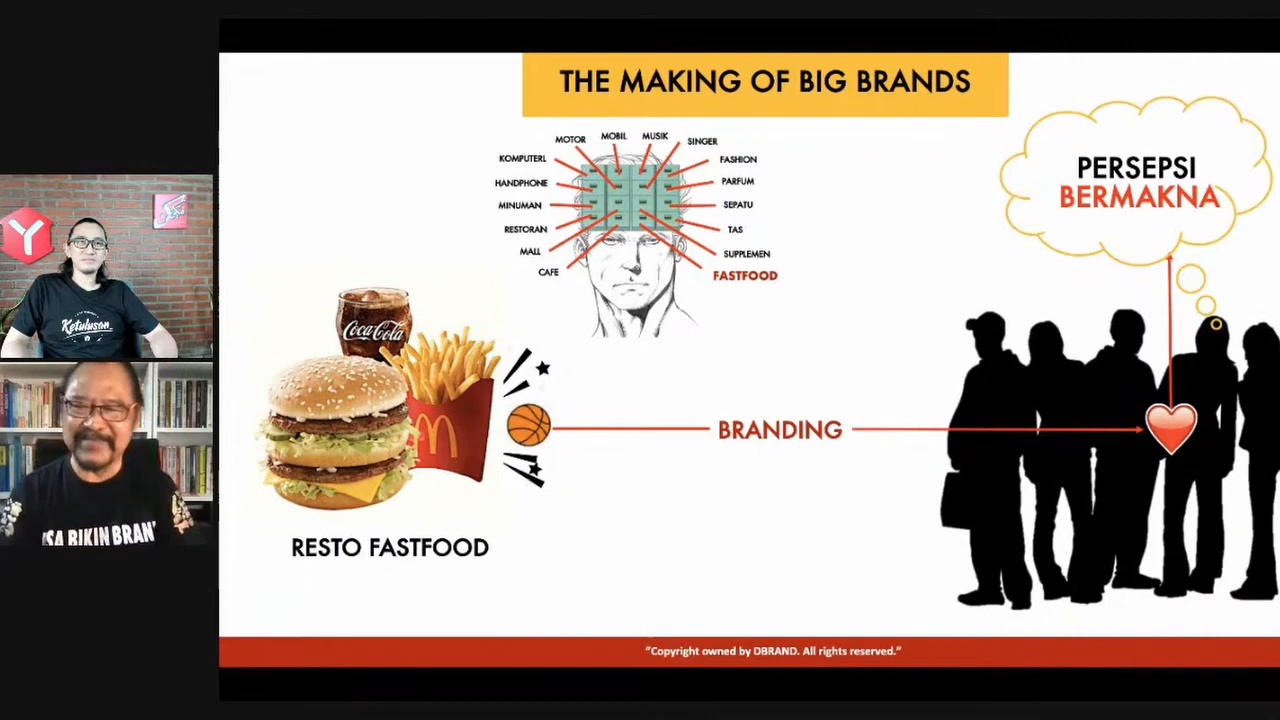 THE MAKING OF BIG BRANDS
MOTOR
MOBIL
MUSIK
SINGER
KOMPUTERL
FASHION
HANDPHONE
PARFUM
MINUMAN
SEPATU
RESTORAN
TAS
MALL
SUPPLEMEN
CAFE
FASTFOOD
PERSEPSI
BERMAKNA
Coca-Cola
M
BRANDING
RESTO FASTFOOD
Y
Ketulusan
SA BIKIN BRAN
"Copyright owned by DBRAND. All rights reserved."